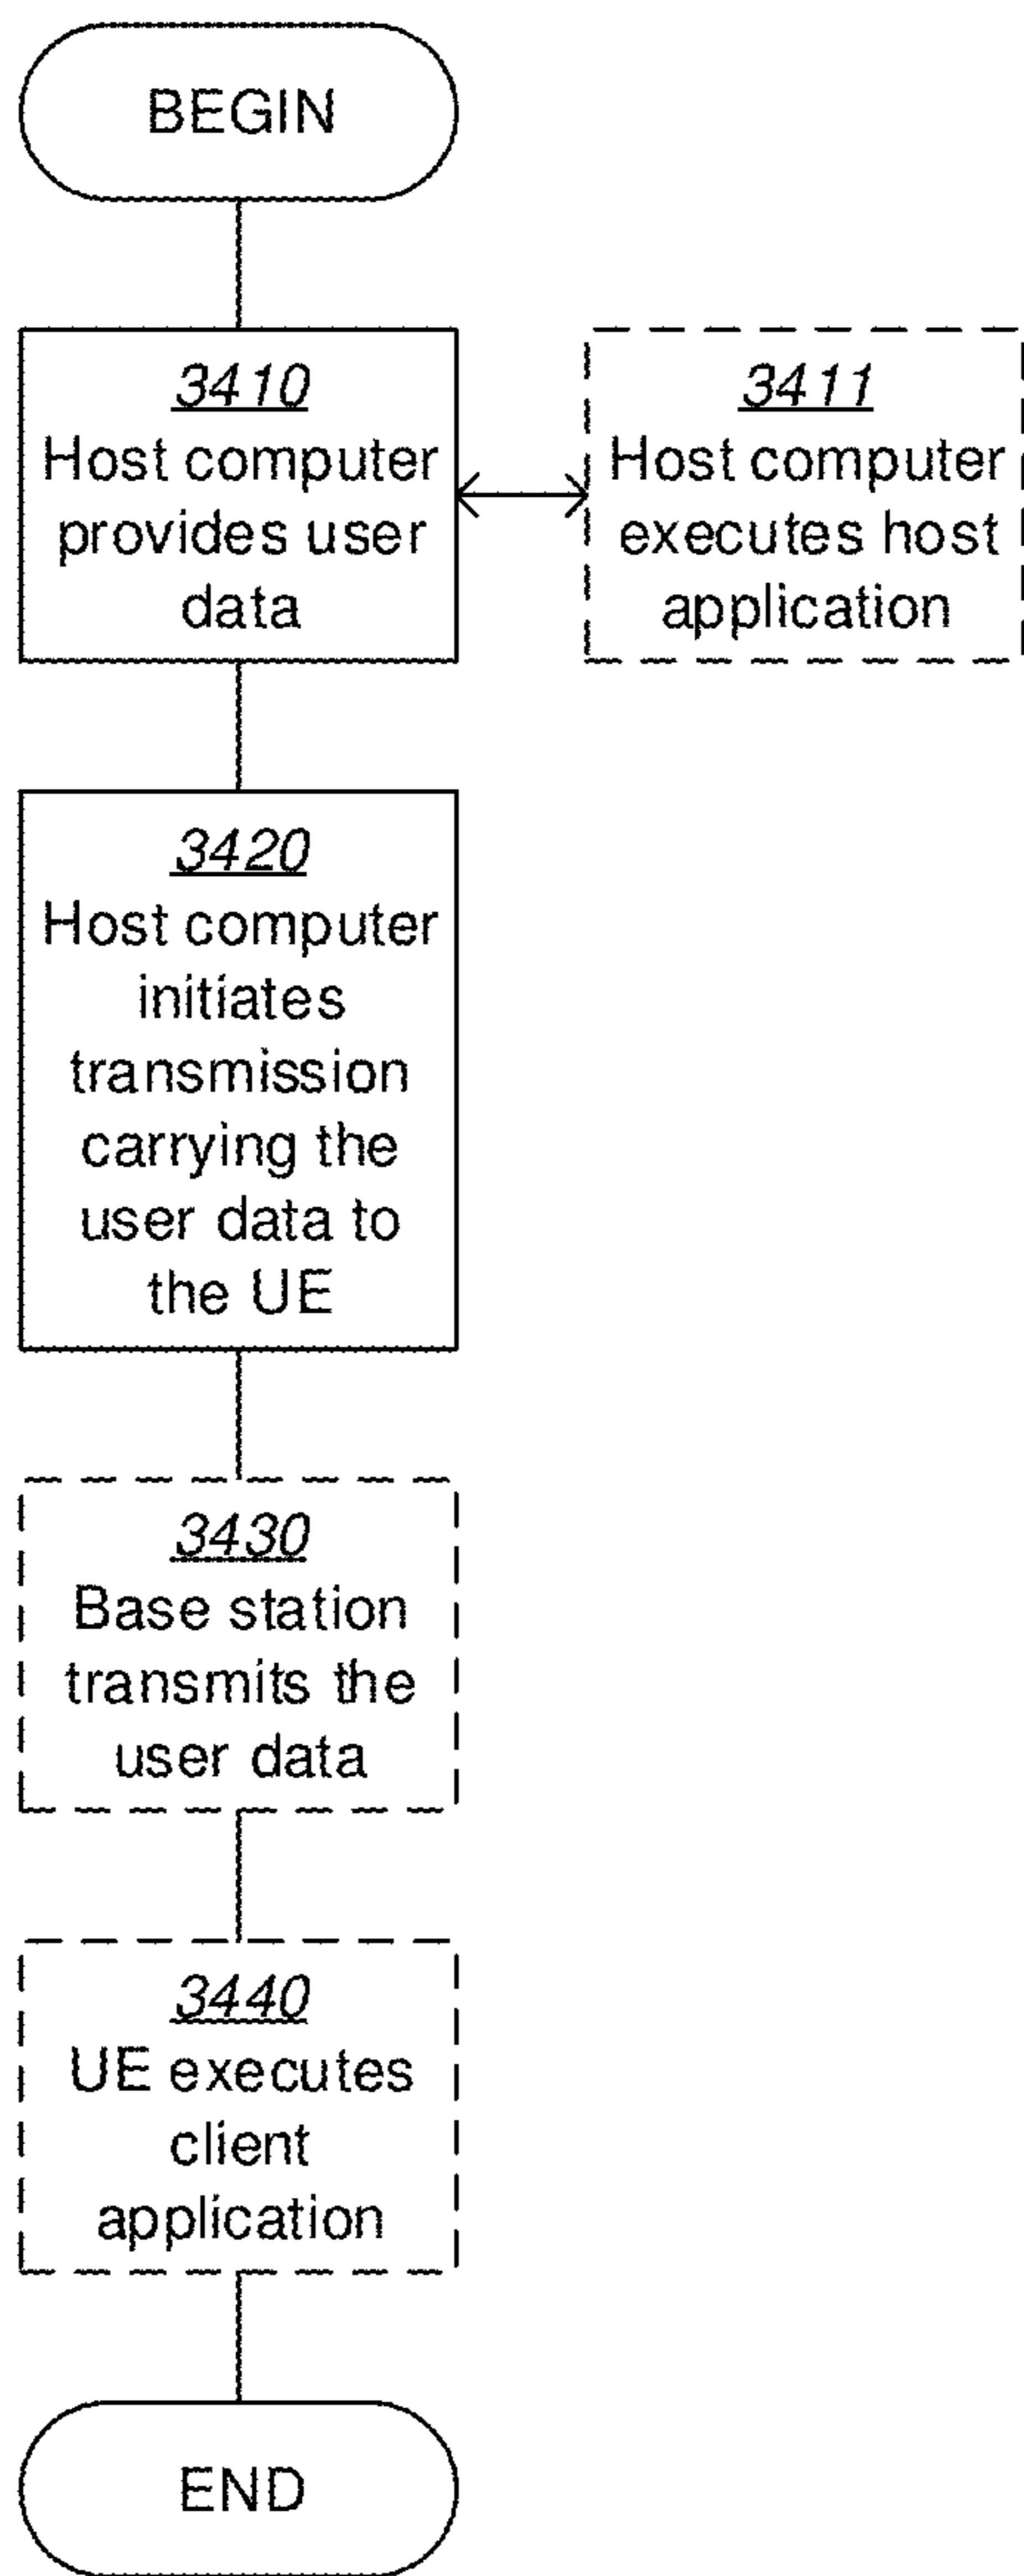 BEGIN
3410
Host computer
provides user
data
3411
Host computer
executes host
application
3420
Host computer
initiates
transmission
carrying the
user data to
the UE
3430
Base station
transmits the
user data
3440
UE executes
client
application
END